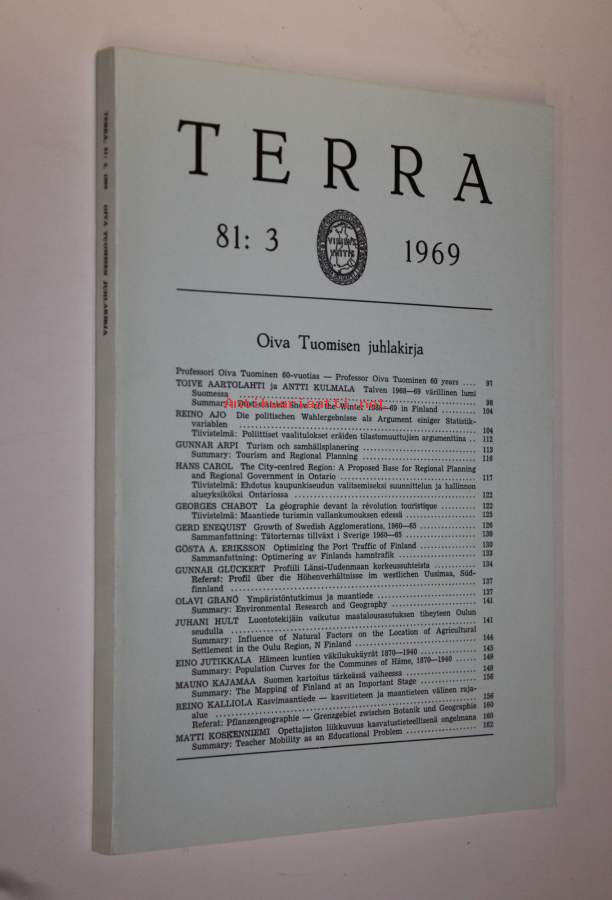 TERRA, 81: 3, 1969 OIVA TUOMISEN JUHLAKIRJA
TERRA
81: 3
1969
Oiva Tuomisen juhlakirja
Professori Oiva Tuominen 60-vuotias — Professor Oiva Tuominen 60 years .... 97
TOIVE AARTOLAHTI ja ANTTI KULMALA Talven 1968—69 värillinen lumi
Suomessa 98
Summary: Snow of the Winter 1968—69 in Finland 104
REINO AJO Die politischen Wahlergebnisse als Argument einiger Statistik-
variablen 104
Tiivistelmä: Poliittiset vaalitulokset eräiden tilastomuuttujien argumenttina .. 112
GUNNAR ARPI Turism och samhällsplanering 113
Summary: Tourism and Regional Planning 116
HANS CAROL The City-centred Region: A Proposed Base for Regional Planning
and Regional Government in Ontario 117
Tiivistelmä: Ehdotus kaupunkiseudun valitsemiseksi suunnittelun ja hallinnon
alueyksiköksi Ontariossa 122
GEORGES CHABOT La géographie devant la révolution touristique 122
Tiivistelmä: Maantiede turismin vallankumouksen edessä 125
GERD ENEQUIST Growth of Swedish Agglomerations, 1960—65 126
Sammanfattning: Tätorternas tillväxt i Sverige 1960—65 130
GÖSTA A. ERIKSSON Optimizing the Port Traffic of Finland 130
Sammanfattning: Optimering av Finlands hamntrafik 133
GUNNAR GLÜCKERT Profiili Länsi-Uudenmaan korkeussuhteista 134
Referat: Profil über die Höhenverhältnisse im westlichen Uusimaa, Süd-
finnland 137
OLAVI GRANÖ Ympäristöntutkimus ja maantiede 137
Summary: Environmental Research and Geography 141
JUHANI HULT Luontotekijäin vaikutus maatalousasutuksen tiheyteen Oulun
seudulla 141
Summary: Influence of Natural Factors on the Location of Agricultural
Settlement in the Oulu Region, N Finland 144
EINO JUTIKKALA Hämeen kuntien väkilukukäyrät 1870—1940 145
Summary: Population Curves for the Communes of Häme, 1870—1940 149
MAUNO KAJAMAA Suomen kartoitus tärkeässä vaiheessa 149
Summary: The Mapping of Finland at an Important Stage 156
REINO KALLIOLA Kasvimaantiede — kasvitieteen ja maantieteen välinen raja-
alue 156
Referat: Pflanzengeographie — Grenzgebiet zwischen Botanik und Geographie 160
MATTI KOSKENNIEMI Opettajiston liikkuvuus kasvatustieteellisenä ongelmana 160
Summary: Teacher Mobility as an Educational Problem 162